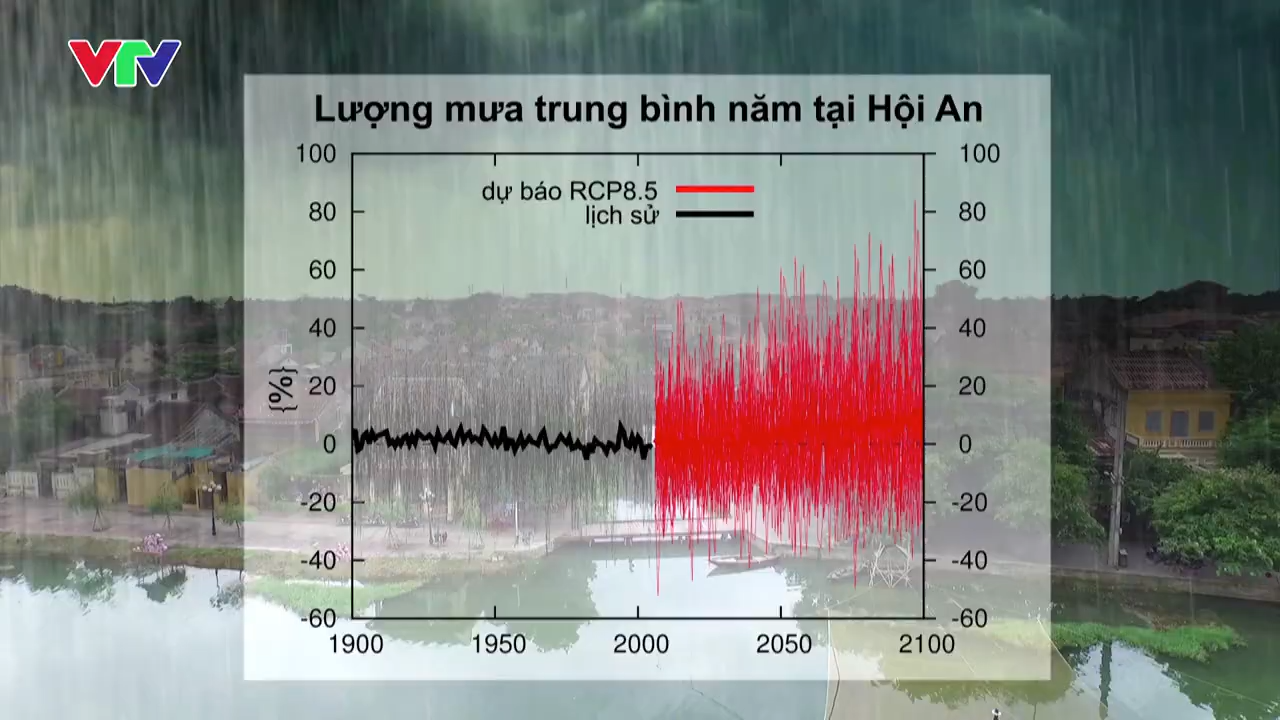 VTV
Lượng mưa trung bình năm tại Hội An
100 100
dự báo RCP8.5
80 80
lịch sử
60 60
40 40
{%}
20 20
0 0
-20 -20
-40 -40
-60 -60
1900 1950 2000 2050 2100